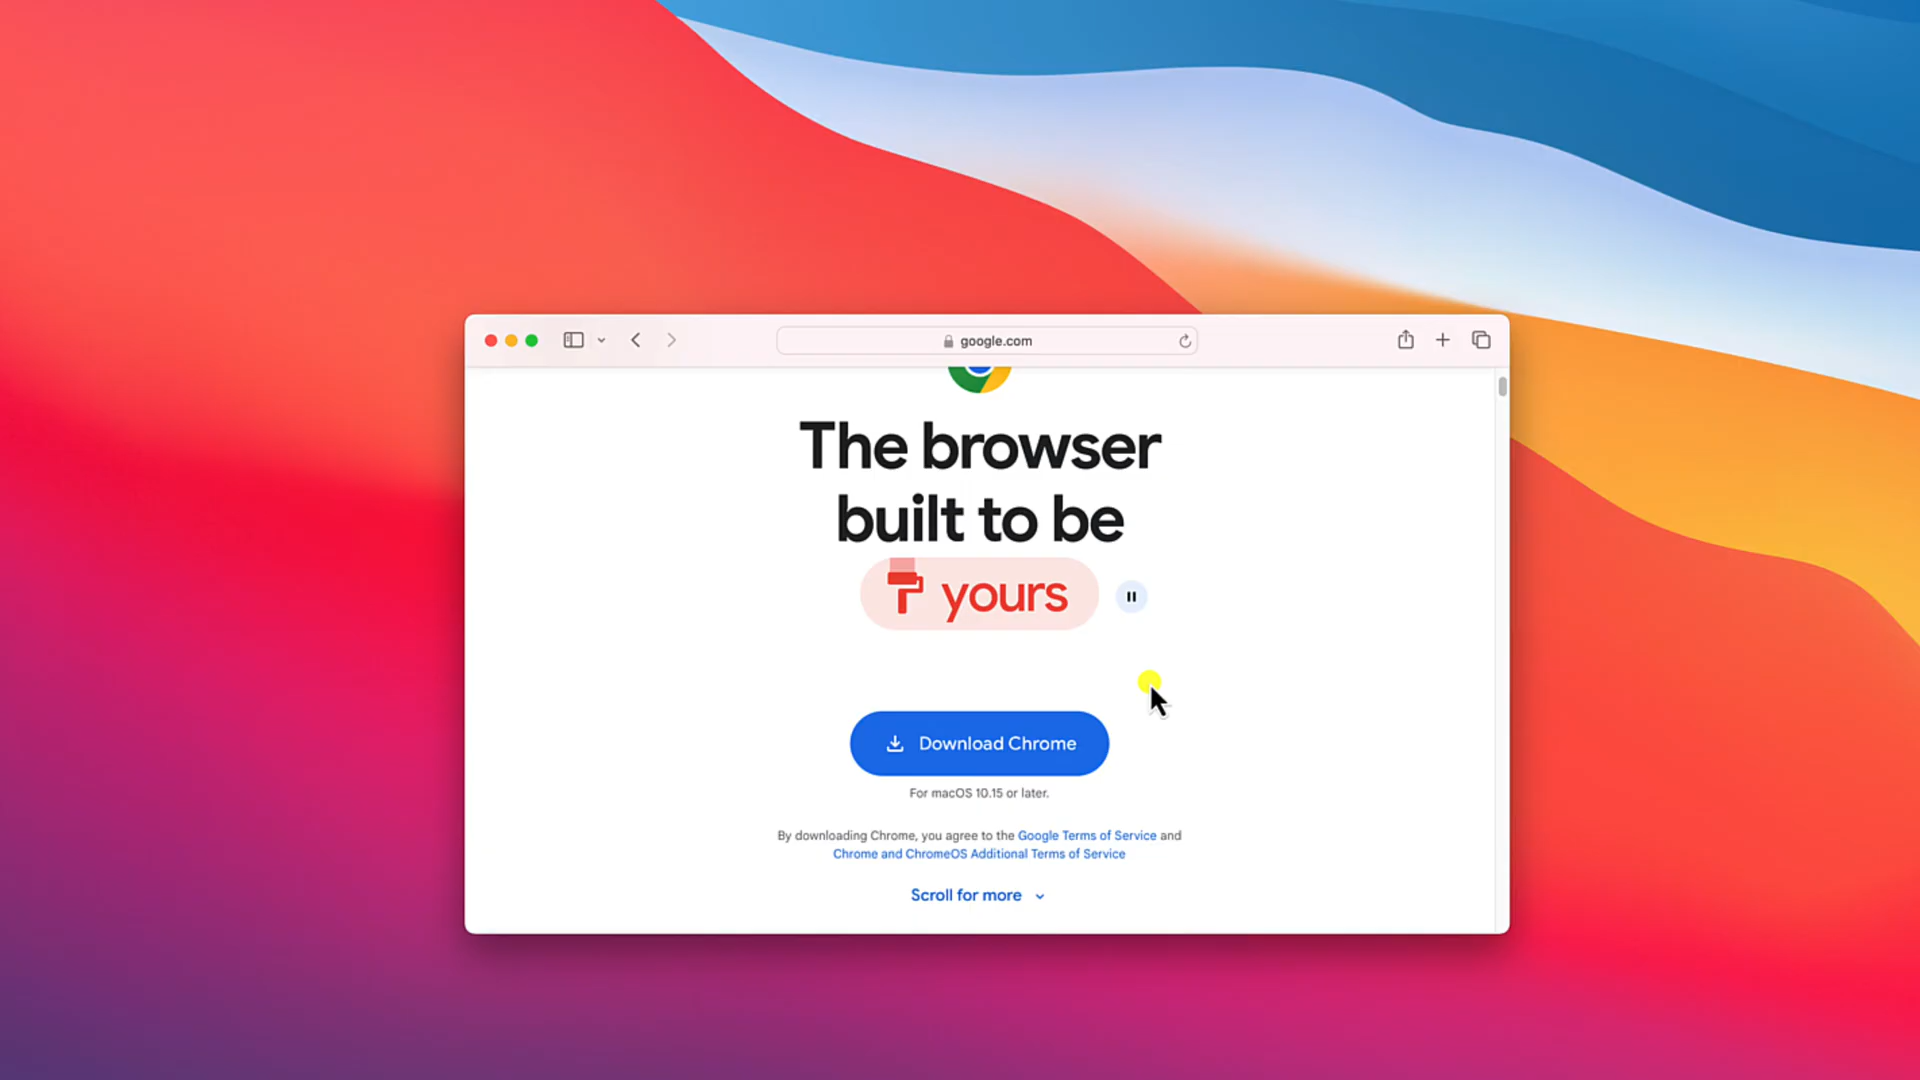 google.com
The browser
built to be
yours
Download Chrome
For macOS 10.15 or later.
By downloading Chrome, you agree to the Google Terms of Service and
Chrome and ChromeOS Additional Terms of Service
Scroll for more